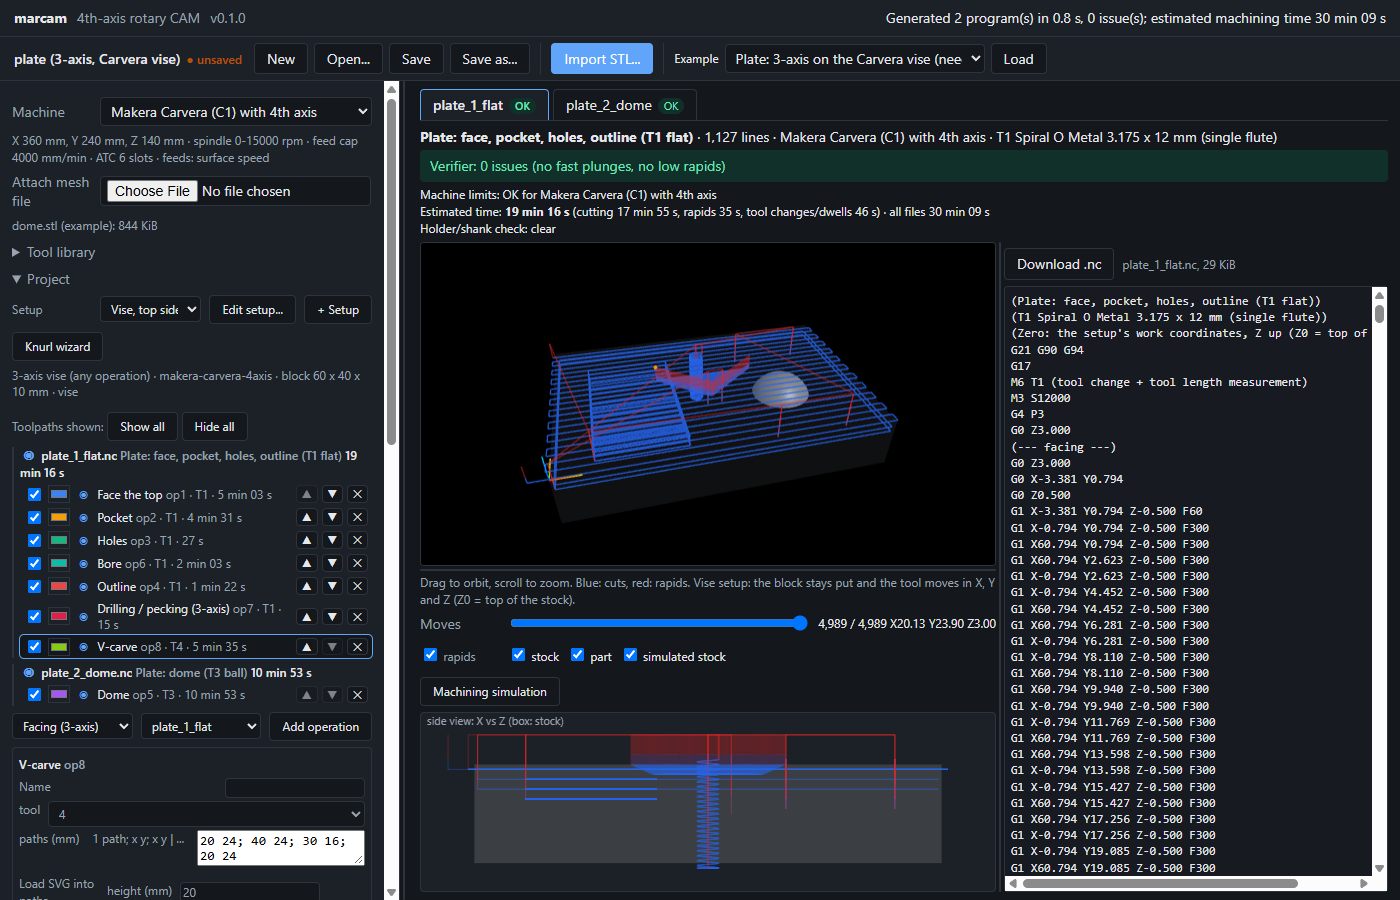 marcam 4th-axis rotary CAM v0.1.0
Generated 2 program(s) in 0.8 s, 0 issue(s); estimated machining time 30 min 09 s
plate (3-axis, Carvera vise) ● unsaved New Open... Save Save as... Import STL... Example Plate: 3-axis on the Carvera vise (nee Load
Machine Makera Carvera (C1) with 4th axis
X 360 mm, Y 240 mm, Z 140 mm · spindle 0-15000 rpm · feed cap
4000 mm/min · ATC 6 slots · feeds: surface speed
Attach mesh
file
Choose File No file chosen
dome.stl (example): 844 KiB
▶ Tool library
▼ Project
Setup Vise, top side Edit setup... + Setup
Knurl wizard
3-axis vise (any operation) · makera-carvera-4axis · block 60 x 40 x
10 mm · vise
Toolpaths shown: Show all Hide all
plate_1_flat.nc Plate: face, pocket, holes, outline (T1 flat) 19
min 16 s
Face the top op1 · T1 · 5 min 03 s ▲ ▼ ✕
Pocket op2 · T1 · 4 min 31 s ▲ ▼ ✕
Holes op3 · T1 · 27 s ▲ ▼ ✕
Bore op6 · T1 · 2 min 03 s ▲ ▼ ✕
Outline op4 · T1 · 1 min 22 s ▲ ▼ ✕
Drilling / pecking (3-axis) op7 · T1 ·
15 s ▲ ▼ ✕
V-carve op8 · T4 · 5 min 35 s ▲ ▼ ✕
plate_2_dome.nc Plate: dome (T3 ball) 10 min 53 s
Dome op5 · T3 · 10 min 53 s ▲ ▼ ✕
Facing (3-axis) plate_1_flat Add operation
V-carve op8
Name
tool 4
paths (mm) 1 path; x y; x y | ...
20 24; 40 24; 30 16;
20 24
Load SVG into
height (mm) 20
plate_1_flat OK plate_2_dome OK
Plate: face, pocket, holes, outline (T1 flat) · 1,127 lines · Makera Carvera (C1) with 4th axis · T1 Spiral O Metal 3.175 x 12 mm (single flute)
Verifier: 0 issues (no fast plunges, no low rapids)
Machine limits: OK for Makera Carvera (C1) with 4th axis
Estimated time: 19 min 16 s (cutting 17 min 55 s, rapids 35 s, tool changes/dwells 46 s) · all files 30 min 09 s
Holder/shank check: clear
Drag to orbit, scroll to zoom. Blue: cuts, red: rapids. Vise setup: the block stays put and the tool moves in X, Y
and Z (Z0 = top of the stock).
Moves 4,989 / 4,989 X20.13 Y23.90 Z3.00
rapids stock part simulated stock
Machining simulation
side view: X vs Z (box: stock)
Download .nc plate_1_flat.nc, 29 KiB
(Plate: face, pocket, holes, outline (T1 flat))
(T1 Spiral O Metal 3.175 x 12 mm (single flute))
(Zero: the setup's work coordinates, Z up (Z0 = top of
G21 G90 G94
G17
M6 T1 (tool change + tool length measurement)
M3 S12000
G4 P3
G0 Z3.000
(--- facing ---)
G0 Z3.000
G0 X-3.381 Y0.794
G0 Z0.500
G1 X-3.381 Y0.794 Z-0.500 F60
G1 X-0.794 Y0.794 Z-0.500 F300
G1 X60.794 Y0.794 Z-0.500 F300
G1 X60.794 Y2.623 Z-0.500 F300
G1 X-0.794 Y2.623 Z-0.500 F300
G1 X-0.794 Y4.452 Z-0.500 F300
G1 X60.794 Y4.452 Z-0.500 F300
G1 X60.794 Y6.281 Z-0.500 F300
G1 X-0.794 Y6.281 Z-0.500 F300
G1 X-0.794 Y8.110 Z-0.500 F300
G1 X60.794 Y8.110 Z-0.500 F300
G1 X60.794 Y9.940 Z-0.500 F300
G1 X-0.794 Y9.940 Z-0.500 F300
G1 X-0.794 Y11.769 Z-0.500 F300
G1 X60.794 Y11.769 Z-0.500 F300
G1 X60.794 Y13.598 Z-0.500 F300
G1 X-0.794 Y13.598 Z-0.500 F300
G1 X-0.794 Y15.427 Z-0.500 F300
G1 X60.794 Y15.427 Z-0.500 F300
G1 X60.794 Y17.256 Z-0.500 F300
G1 X-0.794 Y17.256 Z-0.500 F300
G1 X-0.794 Y19.085 Z-0.500 F300
G1 X60.794 Y19.085 Z-0.500 F300